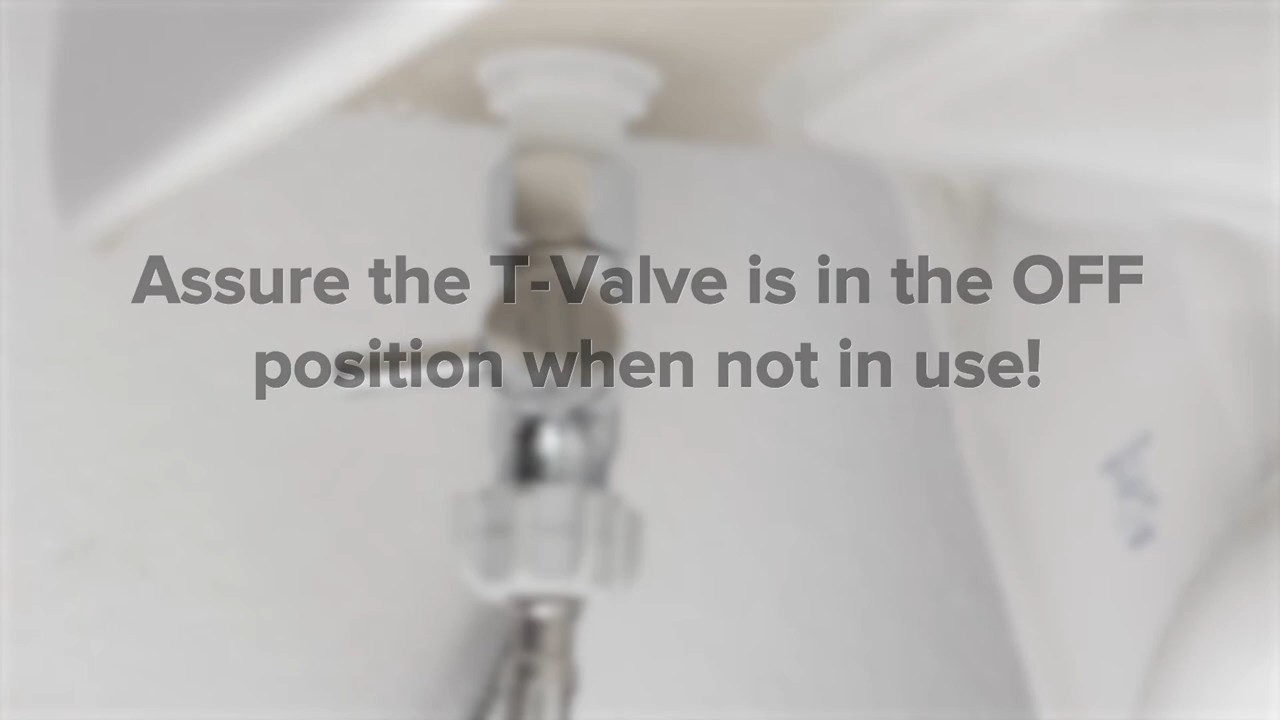 Assure the T-Valve is in the OFF
position when not in use!